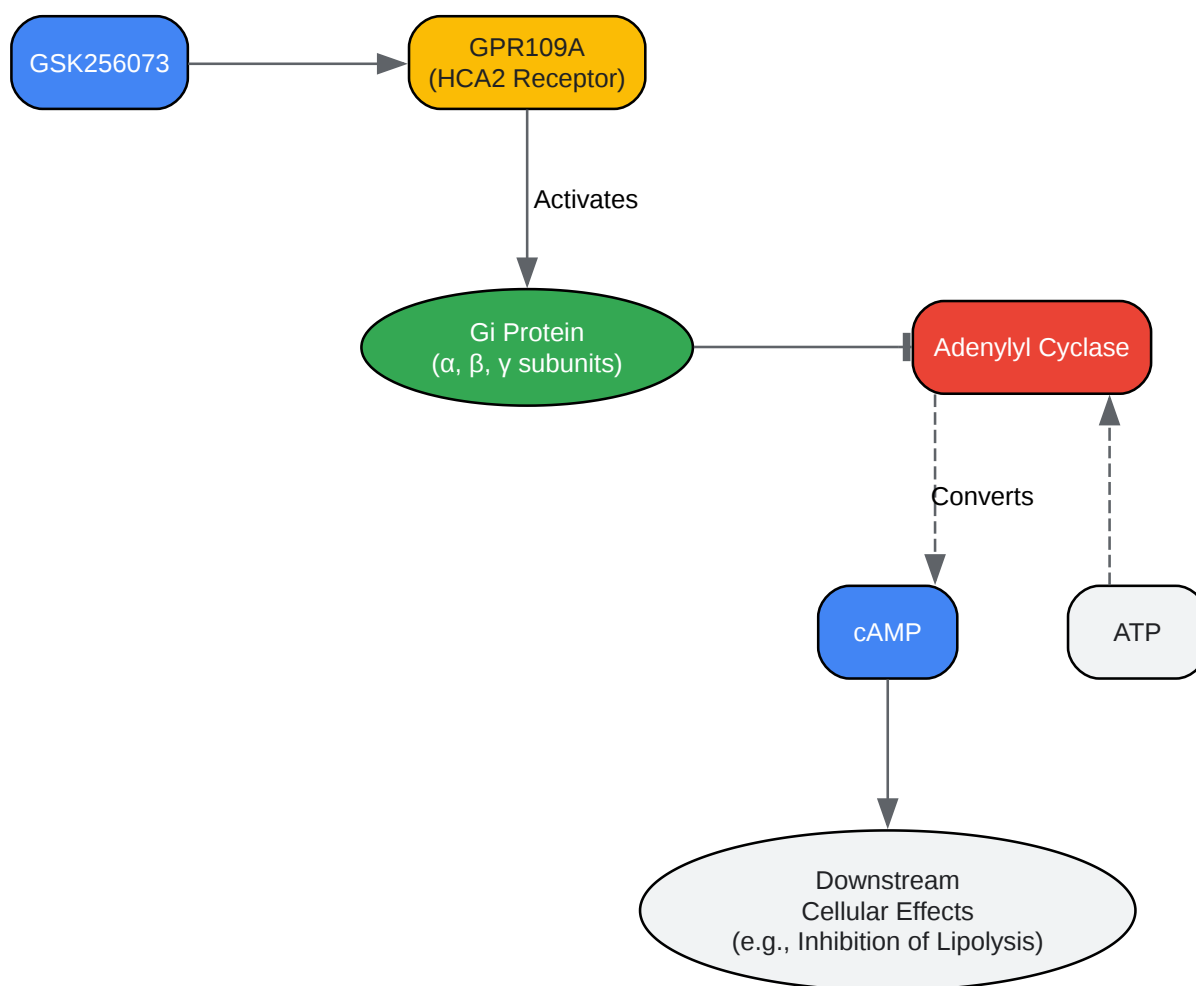 GSK256073
GPR109A
(HCA2 Receptor)
Activates
Gi Protein
(α, β, γ subunits)
Adenylyl Cyclase
Converts
cAMP
ATP
Downstream
Cellular Effects
(e.g., Inhibition of Lipolysis)